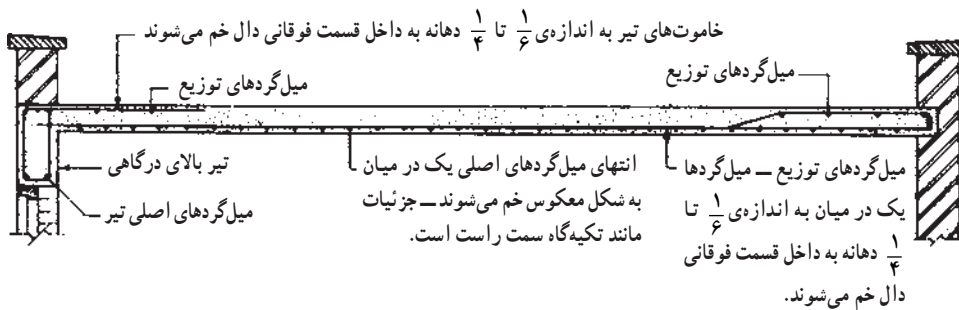 خاموت‌های تیر به اندازه‌ی ۱/۶ تا ۱/۴ دهانه به داخل قسمت فوقانی دال خم می‌شوند
میل‌گردهای توزیع
میل‌گردهای توزیع
میل‌گردهای توزیع ـ میل‌گردها
یک در میان به اندازه‌ی ۱/۶ تا
۱/۴ دهانه به داخل قسمت فوقانی
دال خم می‌شوند.
انتهای میل‌گردهای اصلی یک در میان
به شکل معکوس خم می‌شوند ـ جزئیات
مانند تکیه‌گاه سمت راست است.
تیر بالای درگاهی
میل‌گردهای اصلی تیر